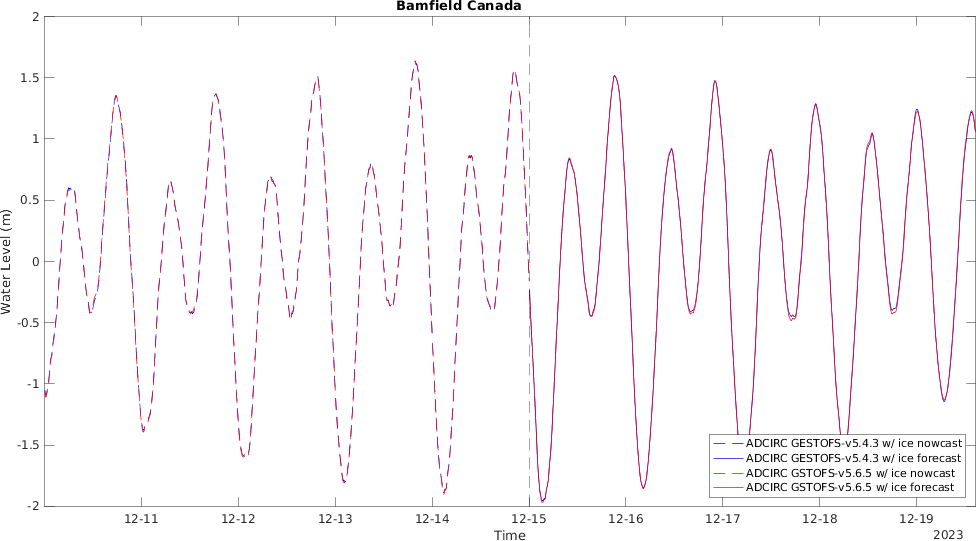 Bamfield Canada
2
1.5
1
0.5
0
-0.5
-1
-1.5
-2
Water Level (m)
12-11
12-12
12-13
12-14
12-15
12-16
12-17
12-18
12-19
Time
2023
ADCIRC GESTOFS-v5.4.3 w/ ice nowcast
ADCIRC GESTOFS-v5.4.3 w/ ice forecast
ADCIRC GSTOFS-v5.6.5 w/ ice nowcast
ADCIRC GSTOFS-v5.6.5 w/ ice forecast